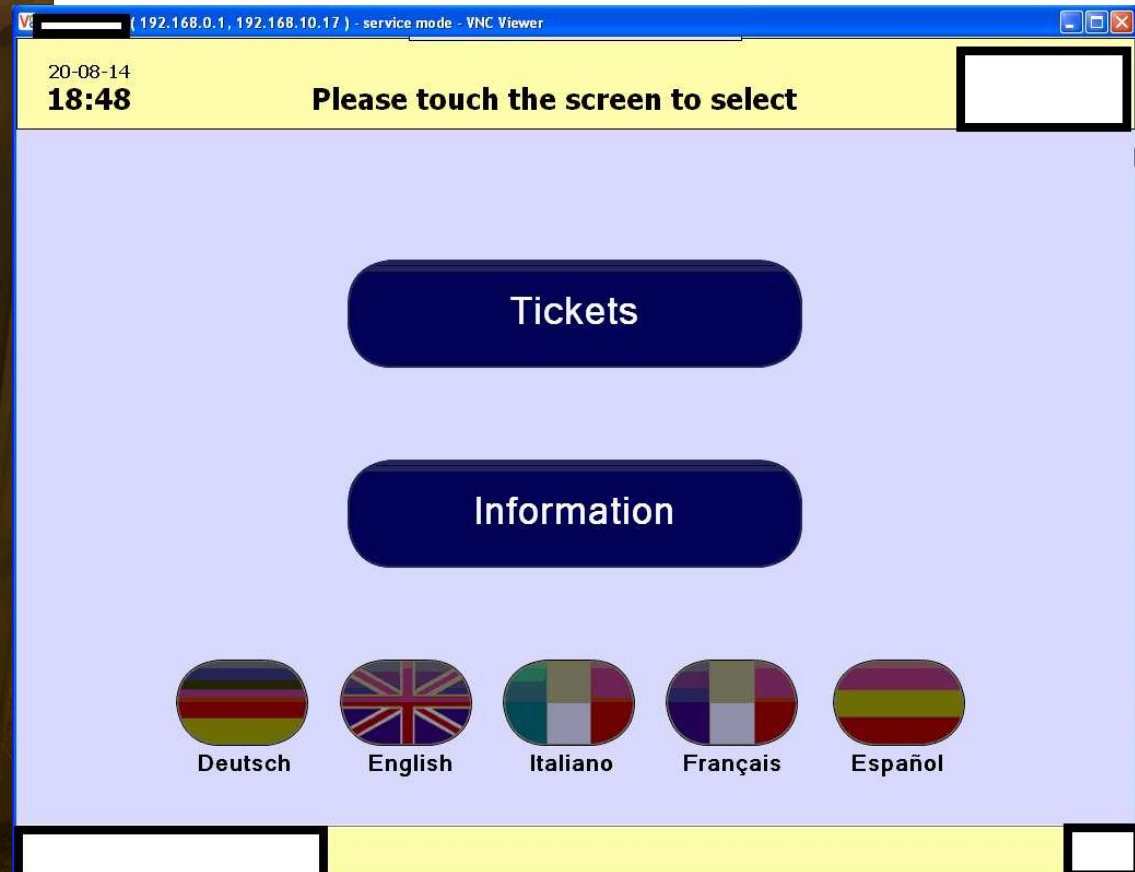 ( 192.168.0.1, 192.168.10.17 ) - service mode - VNC Viewer
20-08-14
18:48
Please touch the screen to select
Tickets
Information
Deutsch English Italiano Français Español